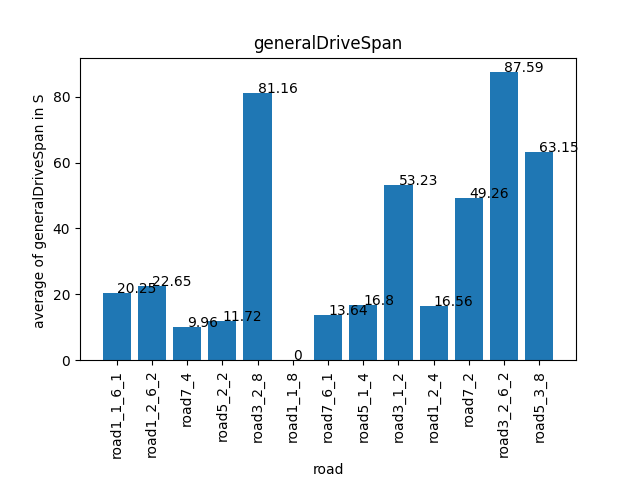 generalDriveSpan
average of generalDriveSpan in S
80
60
40
20
0
20.25
22.65
9.96
11.72
81.16
0
13.64
16.8
53.23
16.56
49.26
87.59
63.15
road1_1_6_1
road1_2_6_2
road7_4
road5_2_2
road3_2_8
road1_1_8
road7_6_1
road5_1_4
road3_1_2
road1_2_4
road7_2
road3_2_6_2
road5_3_8
road